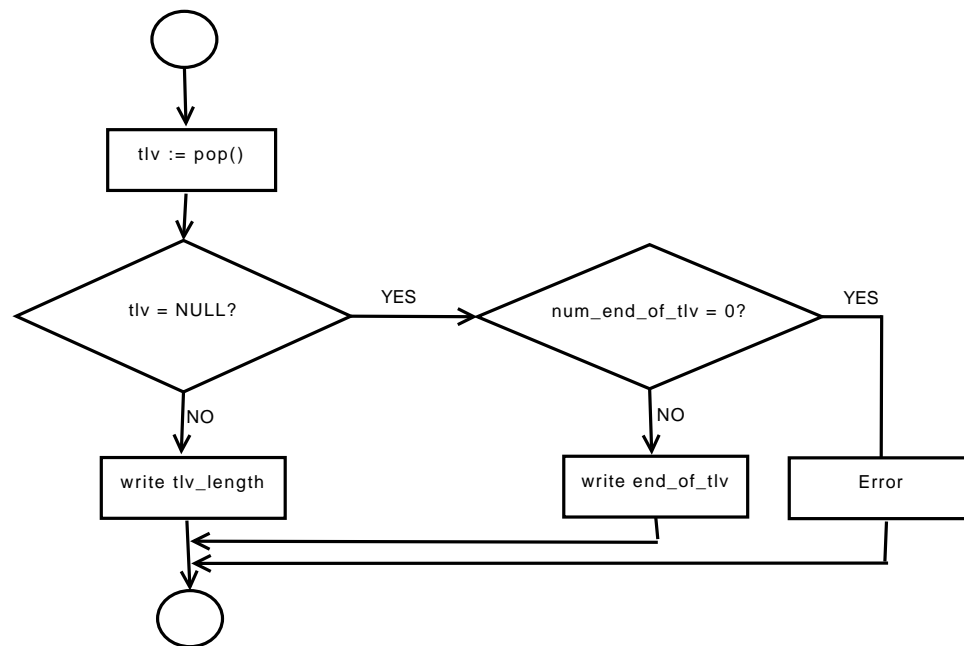 tlv := pop()
tlv = NULL?
YES
num_end_of_tlv = 0?
YES
NO
NO
write tlv_length
write end_of_tlv
Error